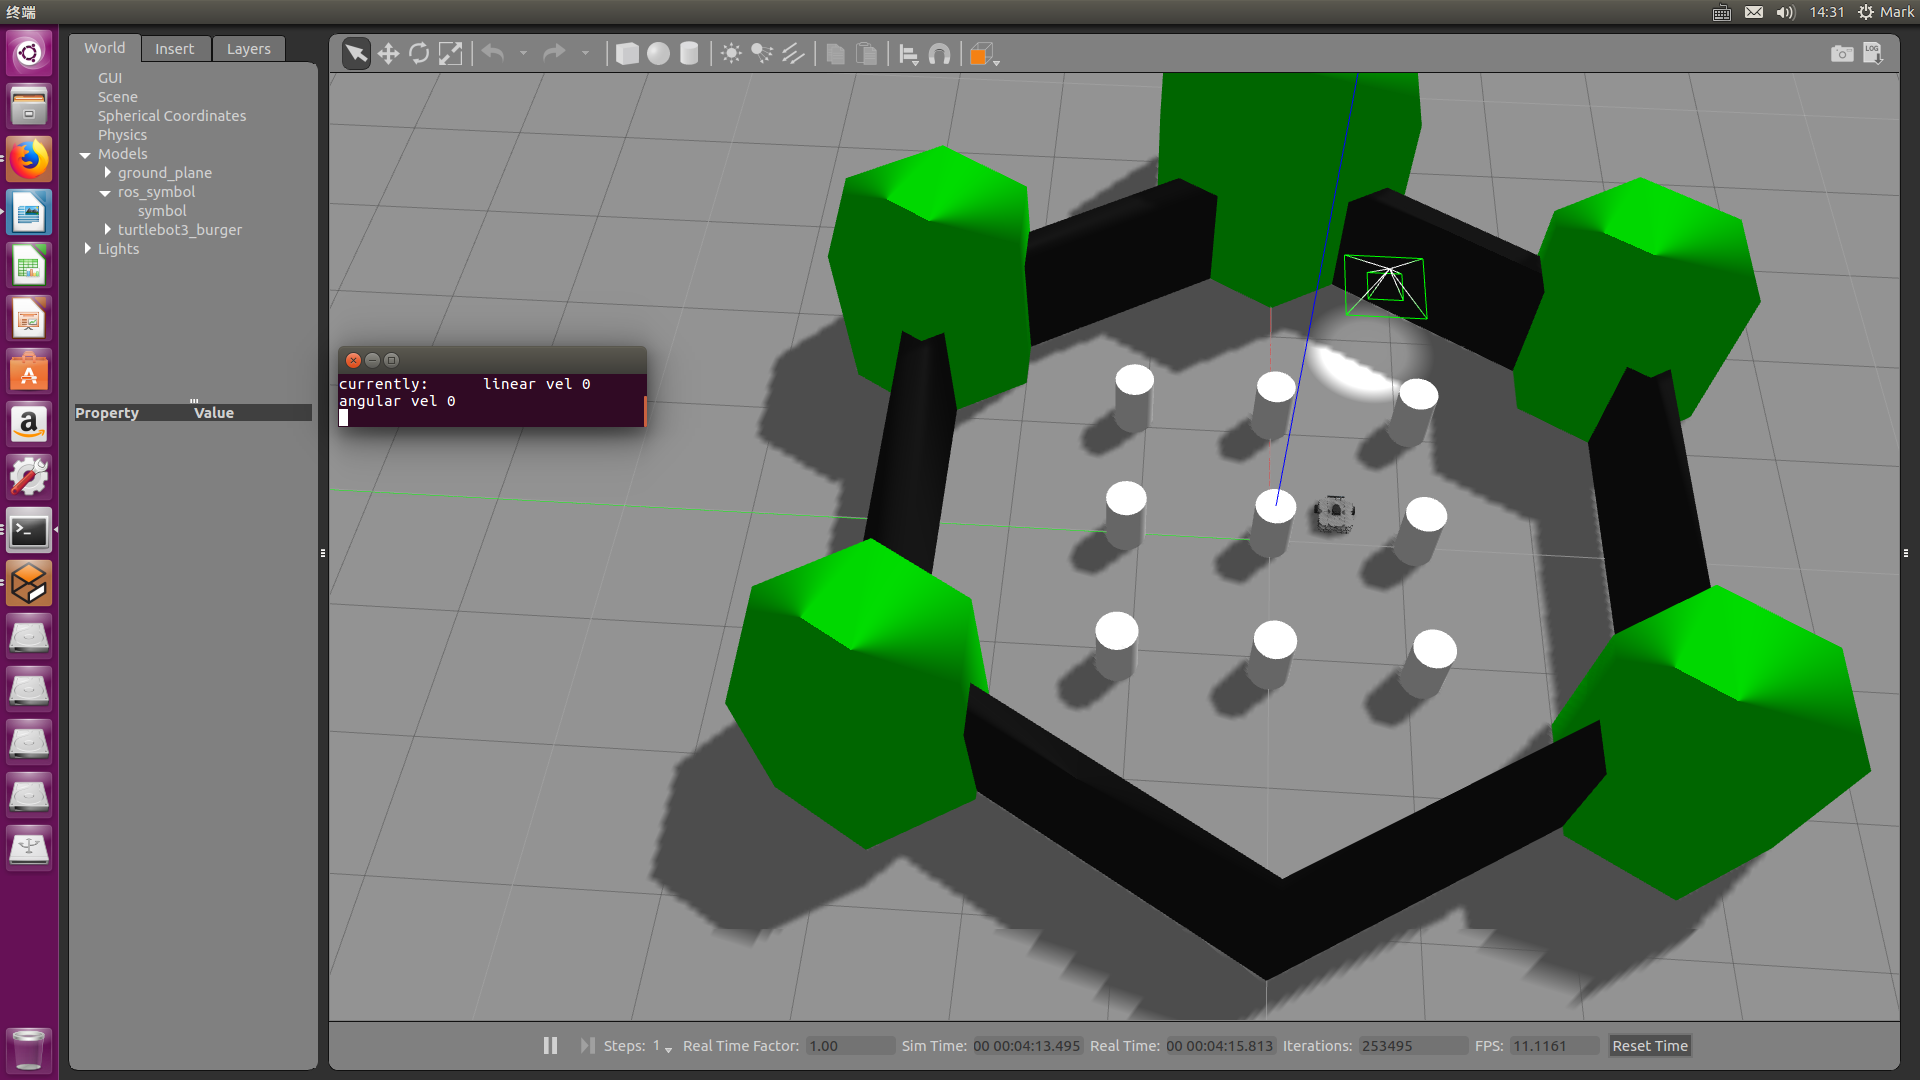 终端
14:31
Mark
World
Insert
Layers
GUI
Scene
Spherical Coordinates
Physics
Models
ground_plane
ros_symbol
symbol
turtlebot3_burger
Lights
Property
Value
LOG
currently: linear vel 0
angular vel 0
Steps: 1
Real Time Factor: 1.00
Sim Time: 00 00:04:13.495
Real Time: 00 00:04:15.813
Iterations: 253495
FPS: 11.1161
Reset Time